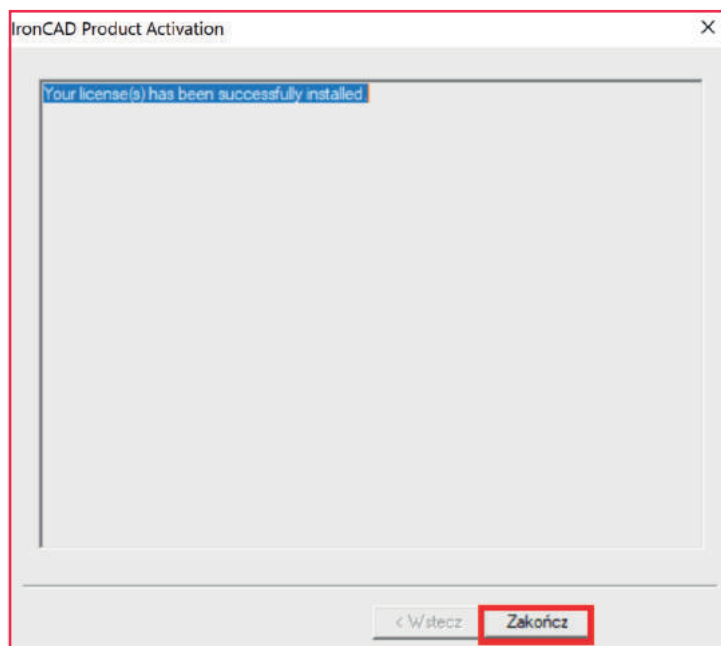 IronCAD Product Activation
Your license(s) has been successfully installed.
< Wstecz
Zakończ